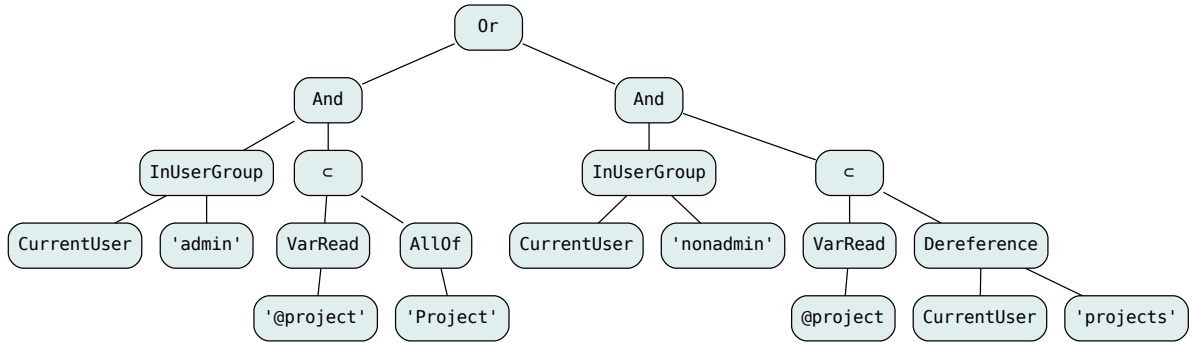 Or
And
And
InUserGroup
⊂
InUserGroup
⊂
CurrentUser
'admin'
VarRead
AllOf
CurrentUser
'nonadmin'
VarRead
Dereference
'@project'
'Project'
@project
CurrentUser
'projects'